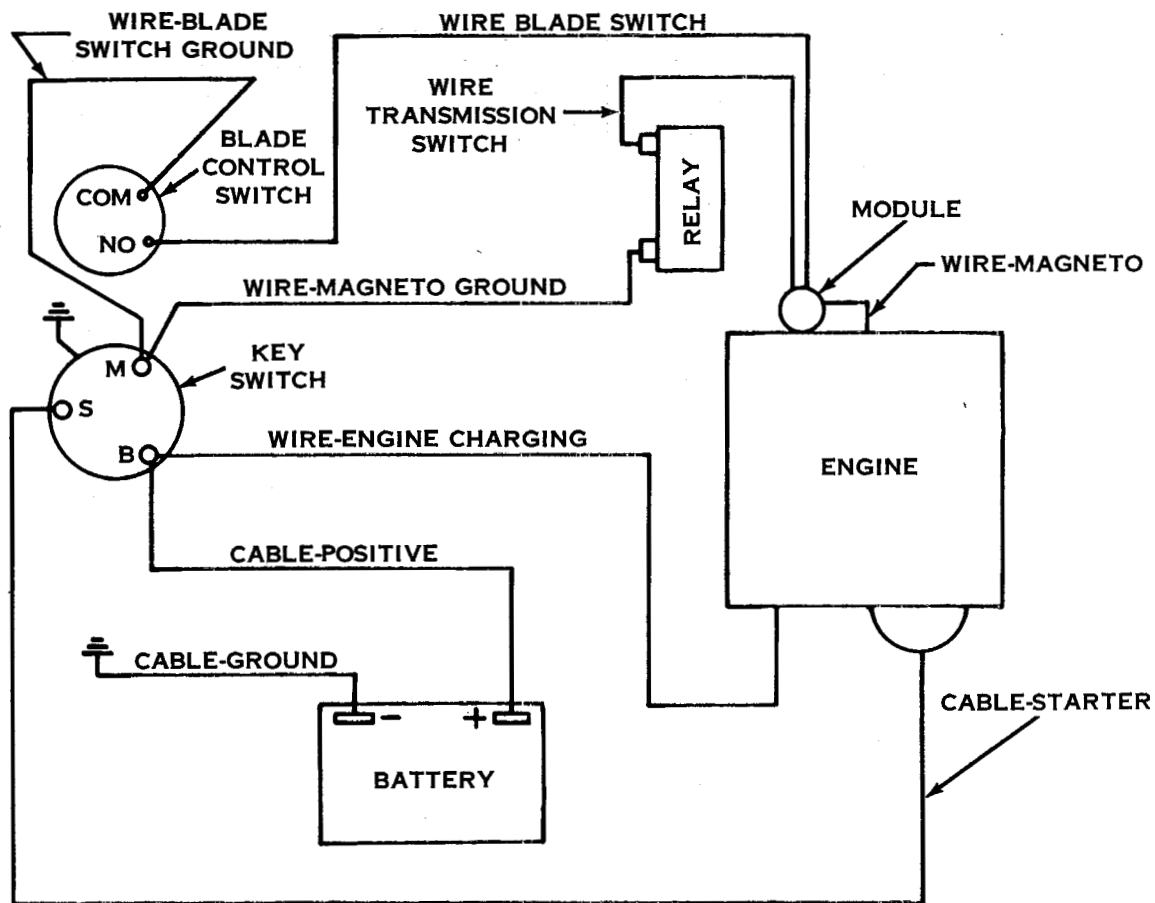 WIRE-BLADE
SWITCH GROUND
WIRE BLADE SWITCH
WIRE
TRANSMISSION
SWITCH
BLADE
CONTROL
SWITCH
COM
NO
RELAY
MODULE
WIRE-MAGNETO
WIRE-MAGNETO GROUND
KEY
SWITCH
M
S
B
WIRE-ENGINE CHARGING
ENGINE
CABLE-POSITIVE
CABLE-GROUND
- +
BATTERY
CABLE-STARTER